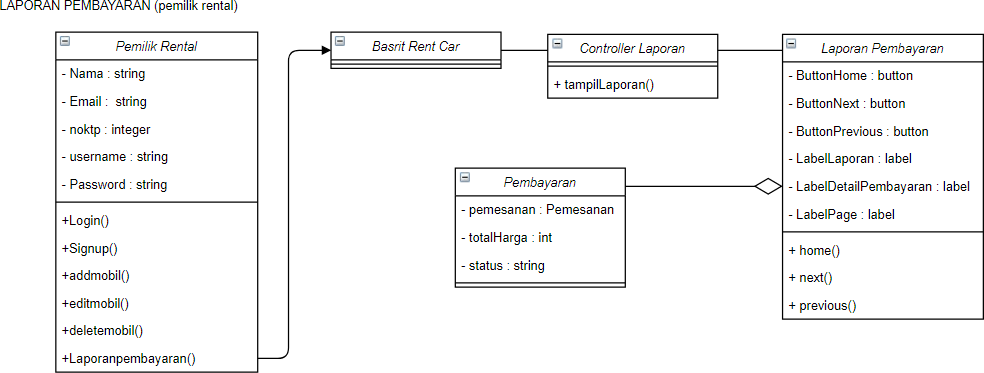 LAPORAN PEMBAYARAN (pemilik rental)
Pemilik Rental
- Nama : string
- Email :  string
- noktp : integer
- username : string
- Password : string
+Login()
+Signup()
+addmobil()
+editmobil()
+deletemobil()
+Laporanpembayaran()
Basrit Rent Car
Controller Laporan
+ tampilLaporan()
Laporan Pembayaran
- ButtonHome : button
- ButtonNext : button
- ButtonPrevious : button
- LabelLaporan : label
- LabelDetailPembayaran : label
- LabelPage : label
+ home()
+ next()
+ previous()
Pembayaran
- pemesanan : Pemesanan
- totalHarga : int
- status : string